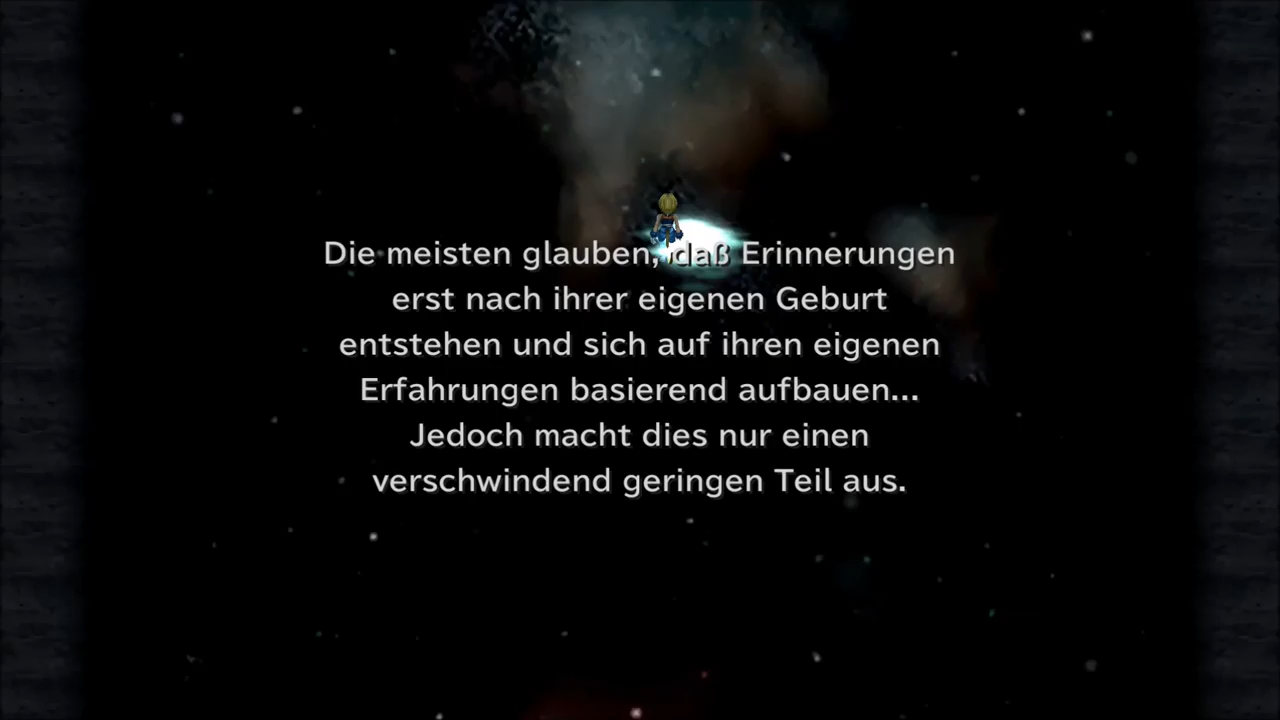 Die meisten glauben, daß Erinnerungen
erst nach ihrer eigenen Geburt
entstehen und sich auf ihren eigenen
Erfahrungen basierend aufbauen...
Jedoch macht dies nur einen
verschwindend geringen Teil aus.